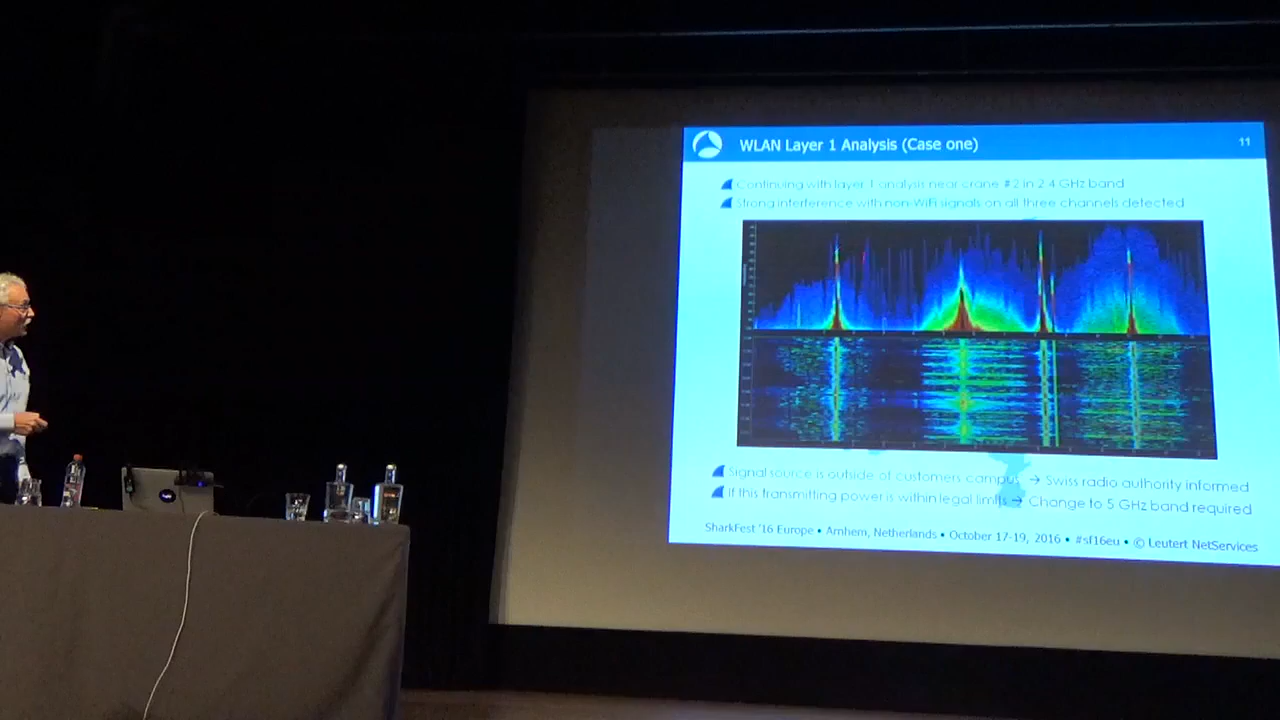 WLAN Layer 1 Analysis (Case one)
11
Continuing with layer 1 analysis near crane #2 in 2.4 GHz band
Strong interference with non-WiFi signals on all three channels detected
Signal source is outside of customers campus → Swiss radio authority informed
If this transmitting power is within legal limits → Change to 5 GHz band required
SharkFest '16 Europe • Arnhem, Netherlands • October 17-19, 2016 • #sf16eu • © Leutert NetServices